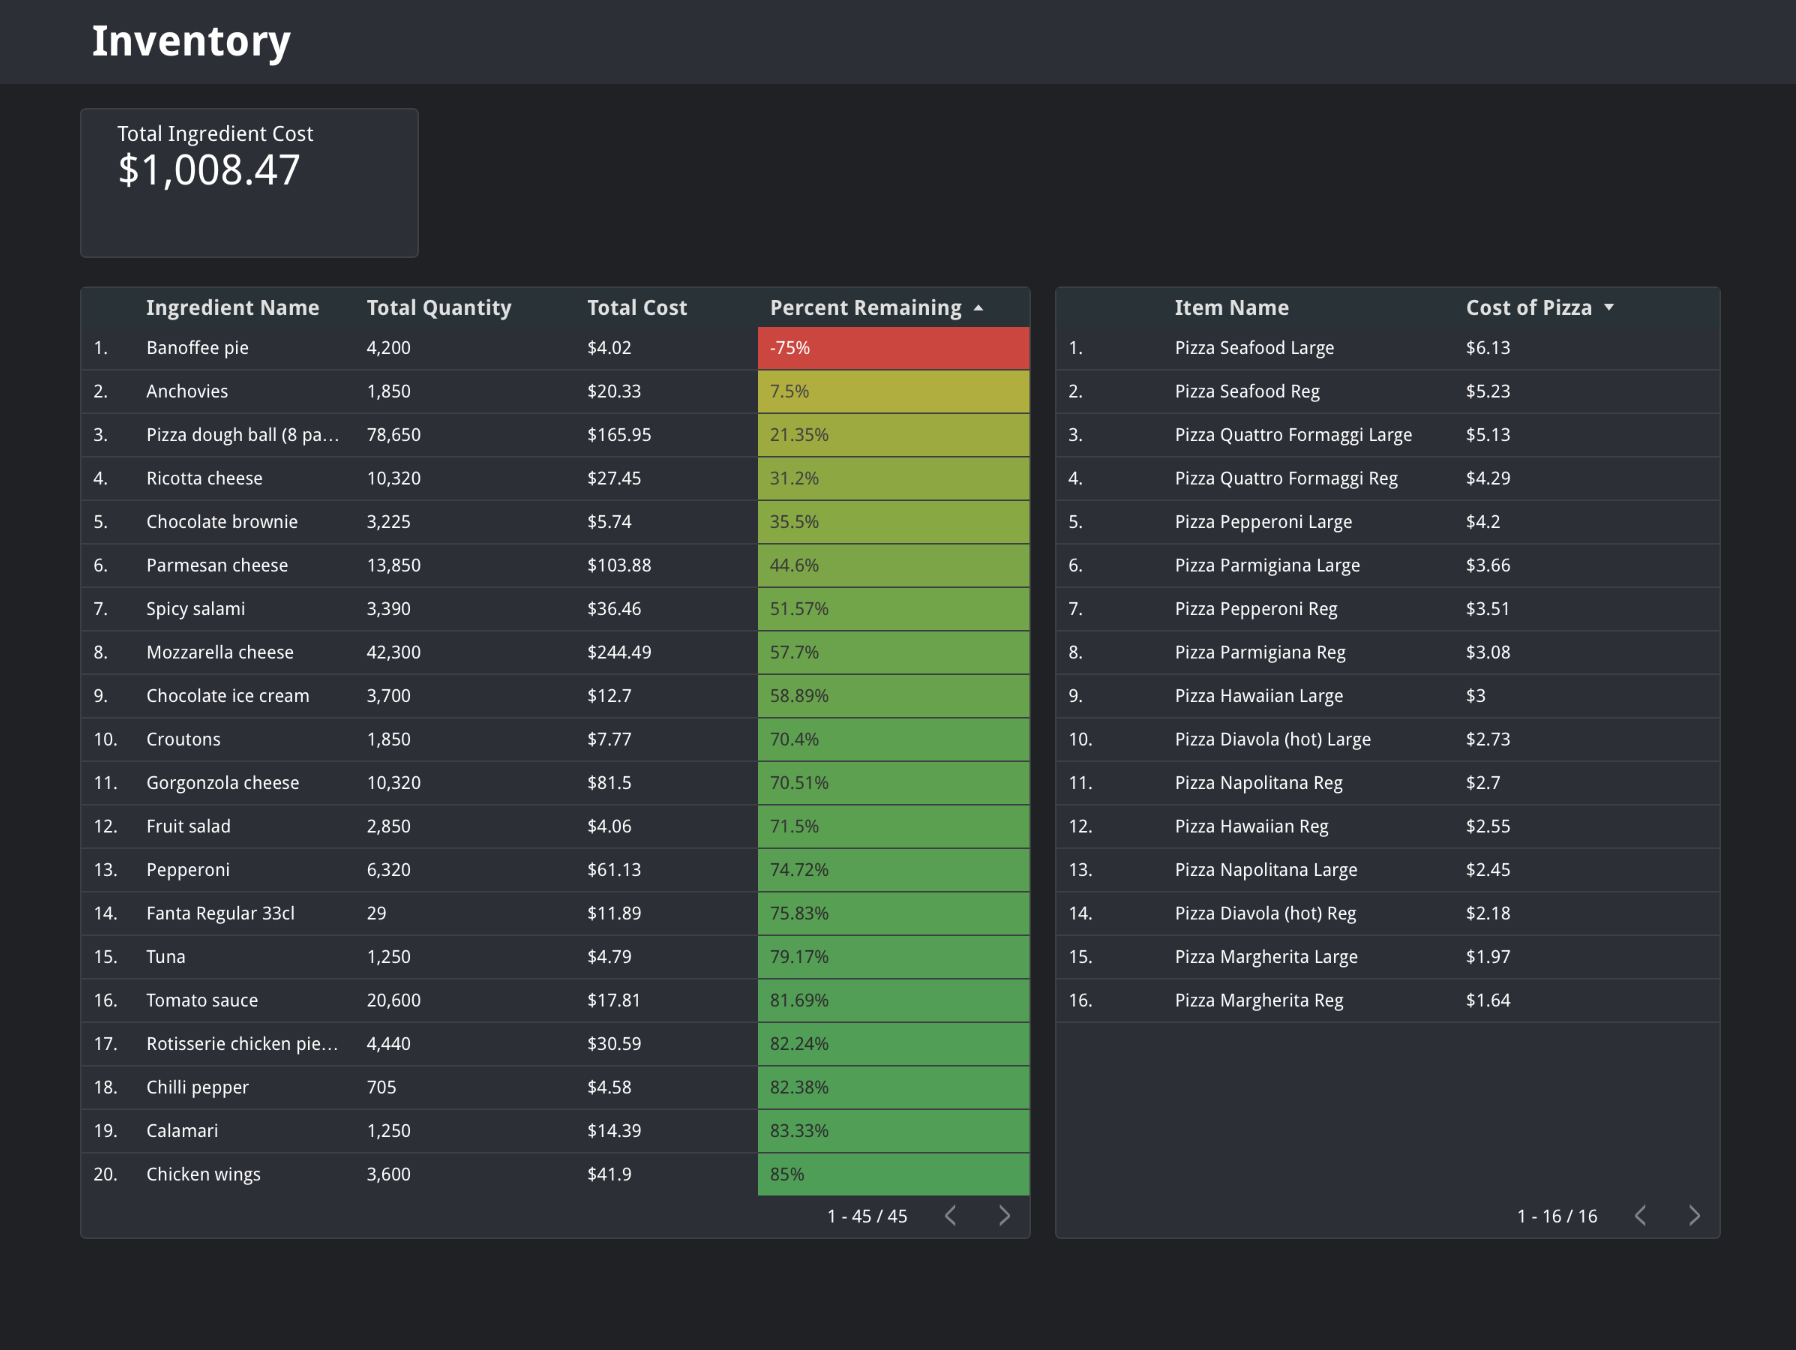 Inventory
Total Ingredient Cost
$1,008.47
Ingredient Name Total Quantity Total Cost Percent Remaining
1. Banoffee pie 4,200 $4.02 -75%
2. Anchovies 1,850 $20.33 7.5%
3. Pizza dough ball (8 pa... 78,650 $165.95 21.35%
4. Ricotta cheese 10,320 $27.45 31.2%
5. Chocolate brownie 3,225 $5.74 35.5%
6. Parmesan cheese 13,850 $103.88 44.6%
7. Spicy salami 3,390 $36.46 51.57%
8. Mozzarella cheese 42,300 $244.49 57.7%
9. Chocolate ice cream 3,700 $12.7 58.89%
10. Croutons 1,850 $7.77 70.4%
11. Gorgonzola cheese 10,320 $81.5 70.51%
12. Fruit salad 2,850 $4.06 71.5%
13. Pepperoni 6,320 $61.13 74.72%
14. Fanta Regular 33cl 29 $11.89 75.83%
15. Tuna 1,250 $4.79 79.17%
16. Tomato sauce 20,600 $17.81 81.69%
17. Rotisserie chicken pie... 4,440 $30.59 82.24%
18. Chilli pepper 705 $4.58 82.38%
19. Calamari 1,250 $14.39 83.33%
20. Chicken wings 3,600 $41.9 85%
1 - 45 / 45
Item Name Cost of Pizza
1. Pizza Seafood Large $6.13
2. Pizza Seafood Reg $5.23
3. Pizza Quattro Formaggi Large $5.13
4. Pizza Quattro Formaggi Reg $4.29
5. Pizza Pepperoni Large $4.2
6. Pizza Parmigiana Large $3.66
7. Pizza Pepperoni Reg $3.51
8. Pizza Parmigiana Reg $3.08
9. Pizza Hawaiian Large $3
10. Pizza Diavola (hot) Large $2.73
11. Pizza Napolitana Reg $2.7
12. Pizza Hawaiian Reg $2.55
13. Pizza Napolitana Large $2.45
14. Pizza Diavola (hot) Reg $2.18
15. Pizza Margherita Large $1.97
16. Pizza Margherita Reg $1.64
1 - 16 / 16